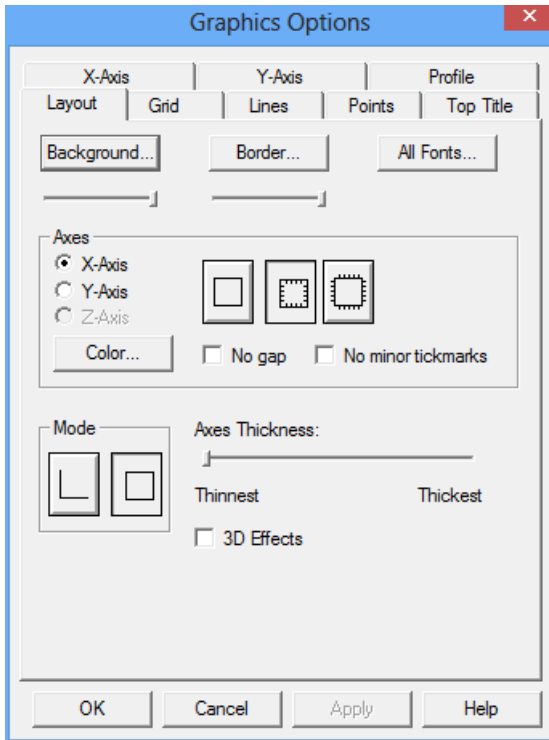 Graphics Options
X-Axis Y-Axis Profile
Layout Grid Lines Points Top Title
Background... Border... All Fonts...
Axes
X-Axis
Y-Axis
Z-Axis
Color... No gap No minor tickmarks
Mode Axes Thickness:
Thinnest Thickest
3D Effects
OK Cancel Apply Help